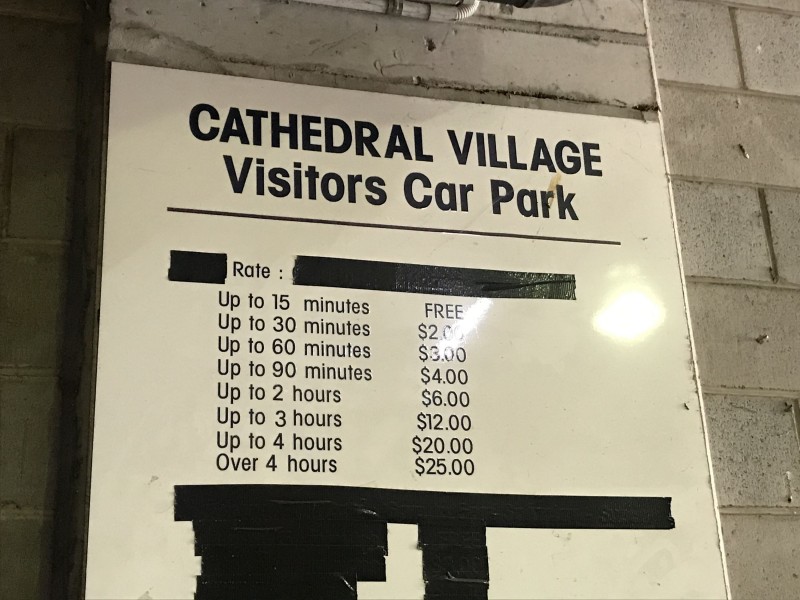 CATHEDRAL VILLAGE
Visitors Car Park
Rate :
Up to 15 minutes FREE
Up to 30 minutes $2.00
Up to 60 minutes $3.00
Up to 90 minutes $4.00
Up to 2 hours $6.00
Up to 3 hours $12.00
Up to 4 hours $20.00
Over 4 hours $25.00